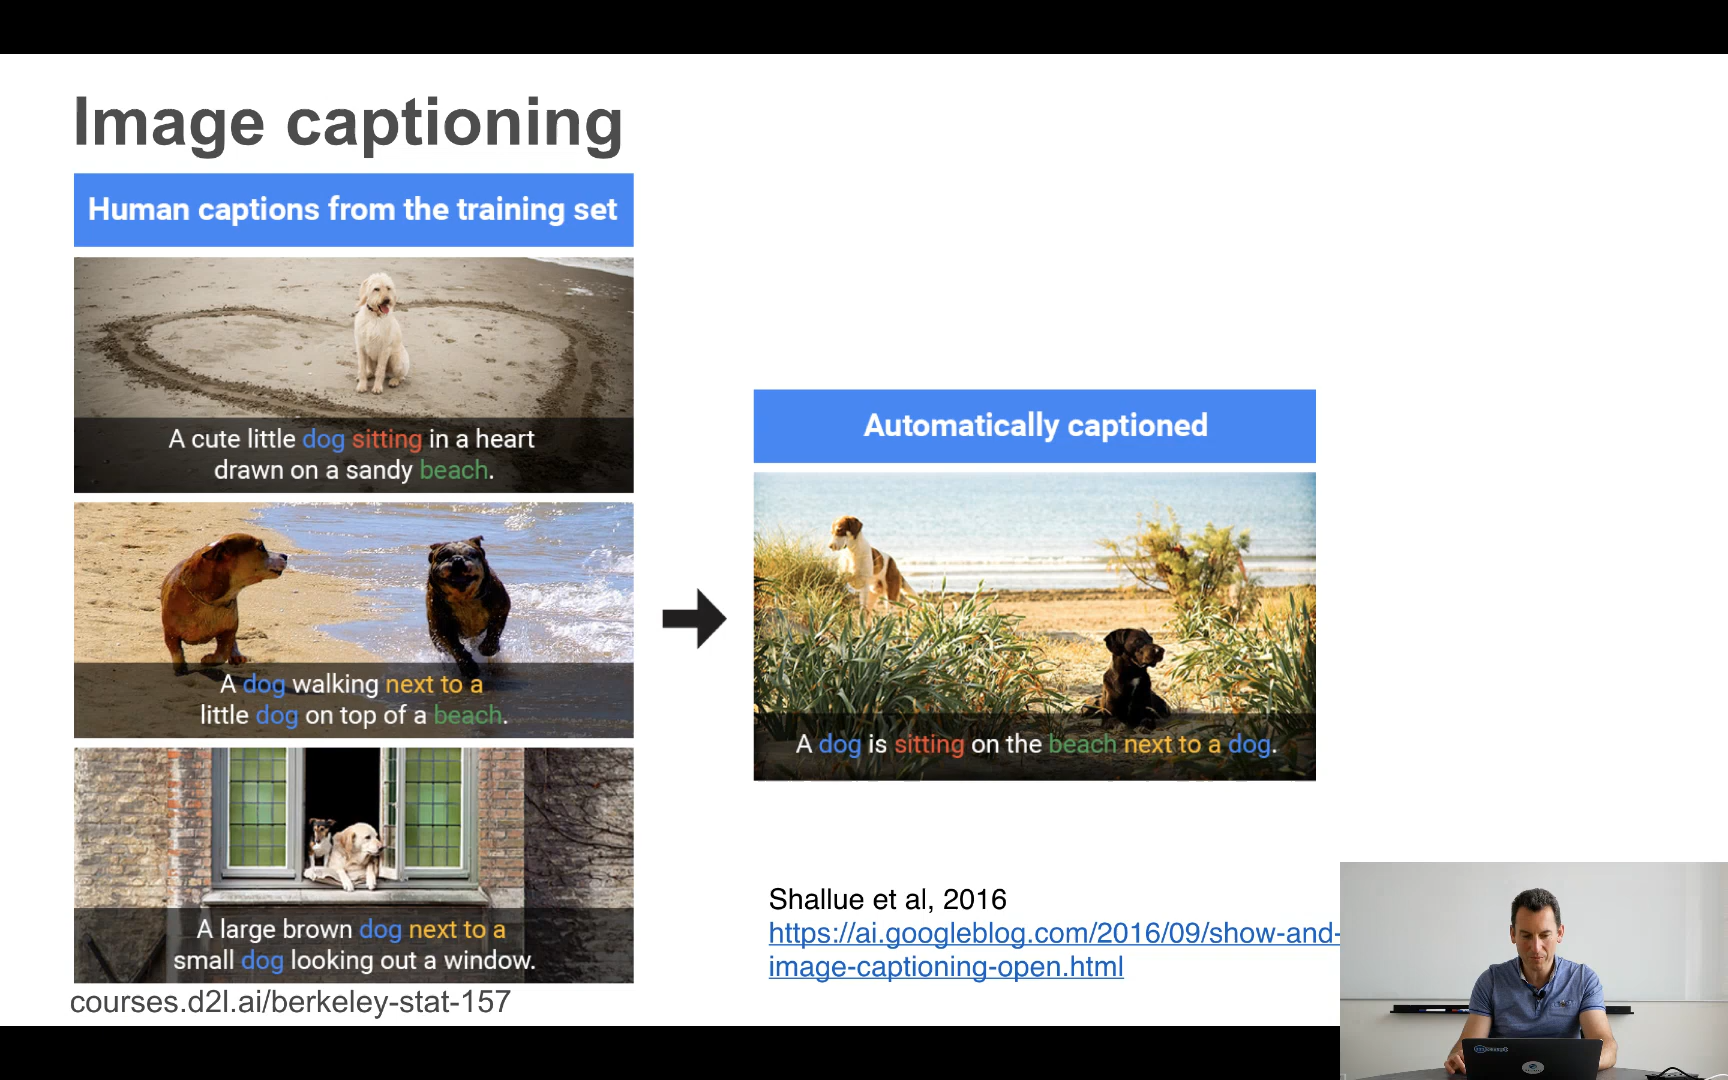 Image captioning
Human captions from the training set
A cute little dog sitting in a heart
drawn on a sandy beach.
A dog walking next to a
little dog on top of a beach.
A large brown dog next to a
small dog looking out a window.
courses.d2l.ai/berkeley-stat-157
Automatically captioned
A dog is sitting on the beach next to a dog.
Shallue et al, 2016
https://ai.googleblog.com/2016/09/show-and-
image-captioning-open.html